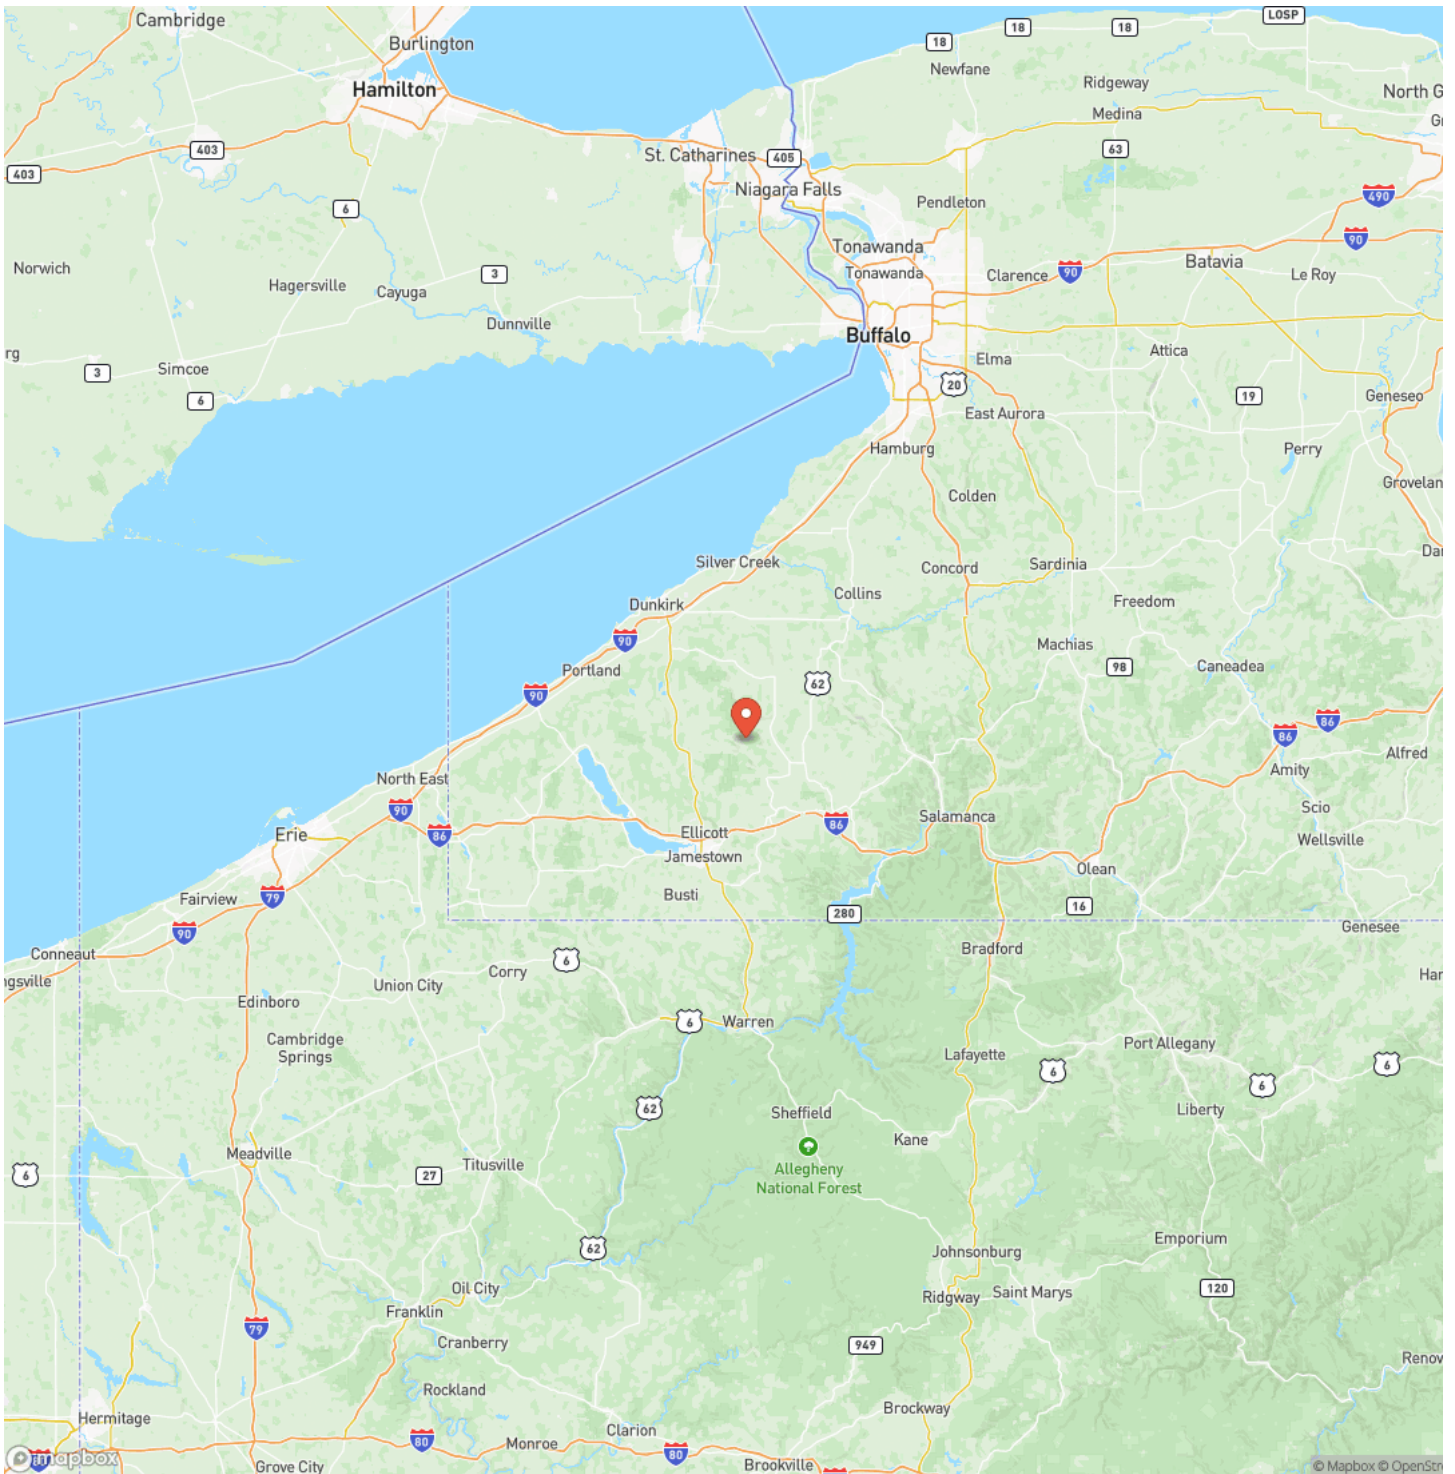 LOSP
Cambridge
Burlington
18
18
18
Newfane
Hamilton
Ridgeway
North G
Medina
403
St. Catharines
405
63
403
Niagara Falls
490
6
Pendleton
90
Tonawanda
Norwich
3
Tonawanda
Clarence
90
Batavia
Le Roy
Hagersville
Cayuga
Dunnville
Buffalo
rg
3
Simcoe
Elma
Attica
20
6
19
Geneseo
East Aurora
Hamburg
Perry
Colden
Grovelan
Silver Creek
Concord
Sardinia
Collins
Freedom
Dunkirk
90
Machias
Portland
62
98
Caneadea
90
86
86
Alfred
North East
Amity
90
86
86
Salamanca
Scio
Erie
Ellicott
Wellsville
Jamestown
Olean
Fairview
79
Busti
280
16
90
Genesee
Conneaut
Bradford
6
ngsville
Corry
Union City
Har
Edinboro
6
Warren
Cambridge
Springs
Port Allegany
Lafayette
6
6
6
62
Sheffield
Liberty
Kane
Meadville
Titusville
6
27
Allegheny
National Forest
62
Emporium
Johnsonburg
Oil City
Ridgway
Saint Marys
120
Franklin
79
Cranberry
949
Renov
Rockland
Brockway
Hermitage
Clarion
80
Monroe
80
mapbox
Grove City
Brookville
© Mapbox © OpenStr